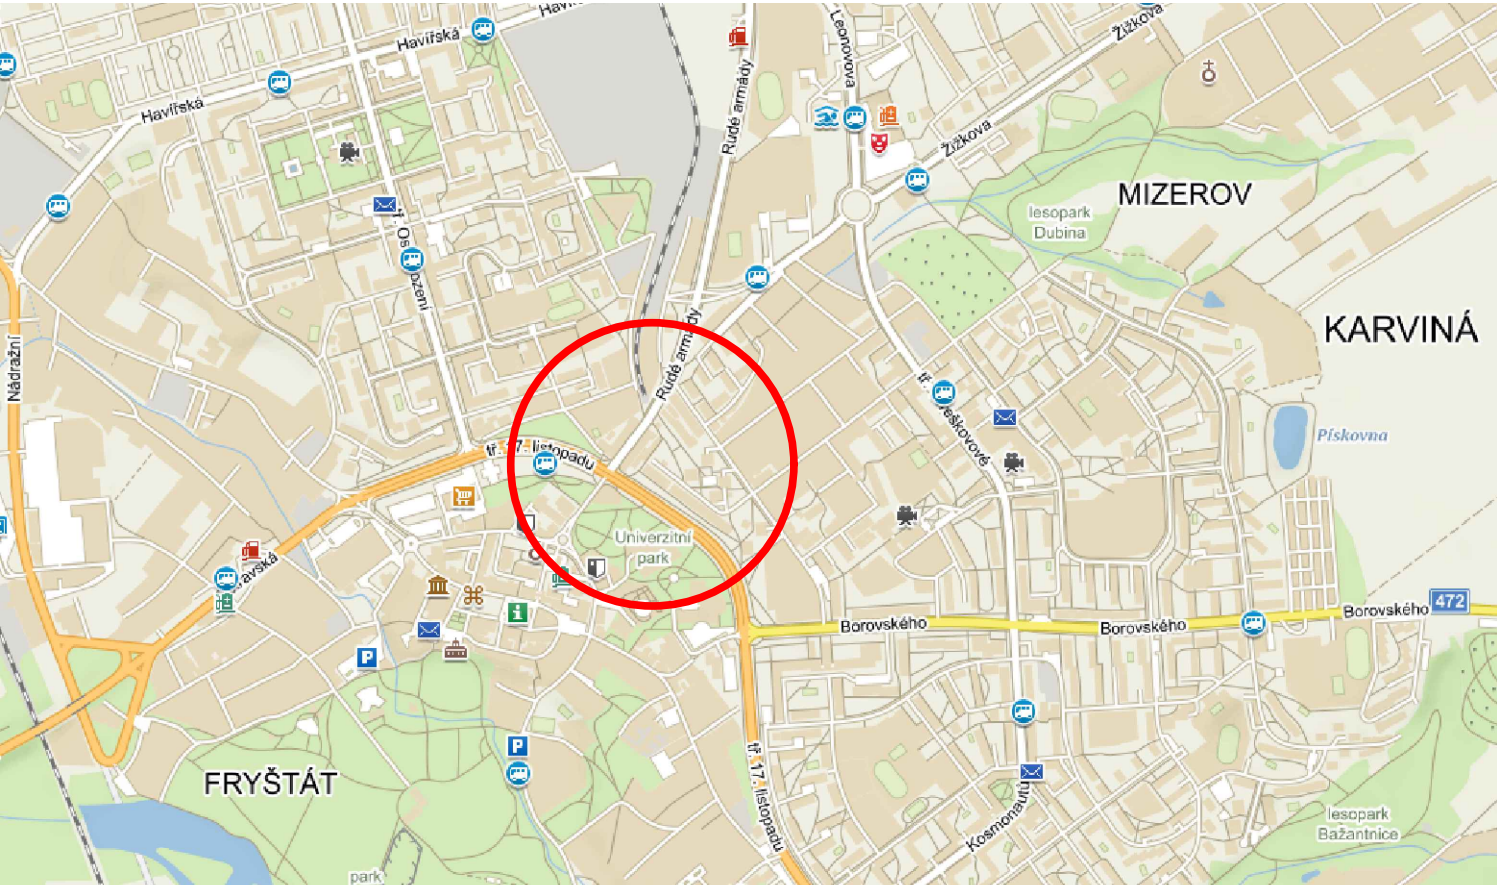 Havířská
Leonovova
Žižkova
Havířská
Rudé armády
Žižkova
MIZEROV
lesopark
Dubina
KARVINÁ
Nádražní
Rudé armády
tř. 17. listopadu
Pískovna
Univerzitní
park
i
Borovského
Borovského
Borovského
472
P
P
FRYŠTÁT
tř. 17. listopadu
Kosmonautů
lesopark
Bažantnice
park